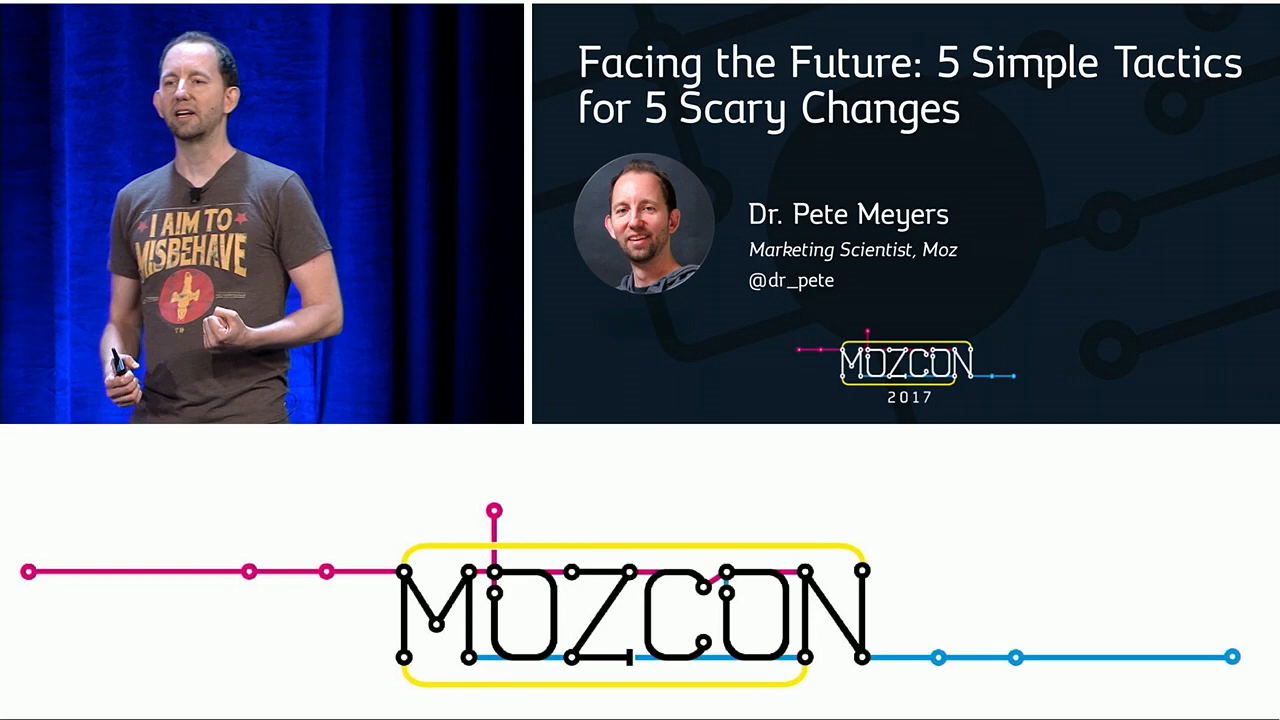 I AIM TO
MISBEHAVE
Facing the Future: 5 Simple Tactics
for 5 Scary Changes
Dr. Pete Meyers
Marketing Scientist, Moz
@dr_pete
MOZCON
2017
MOZCON